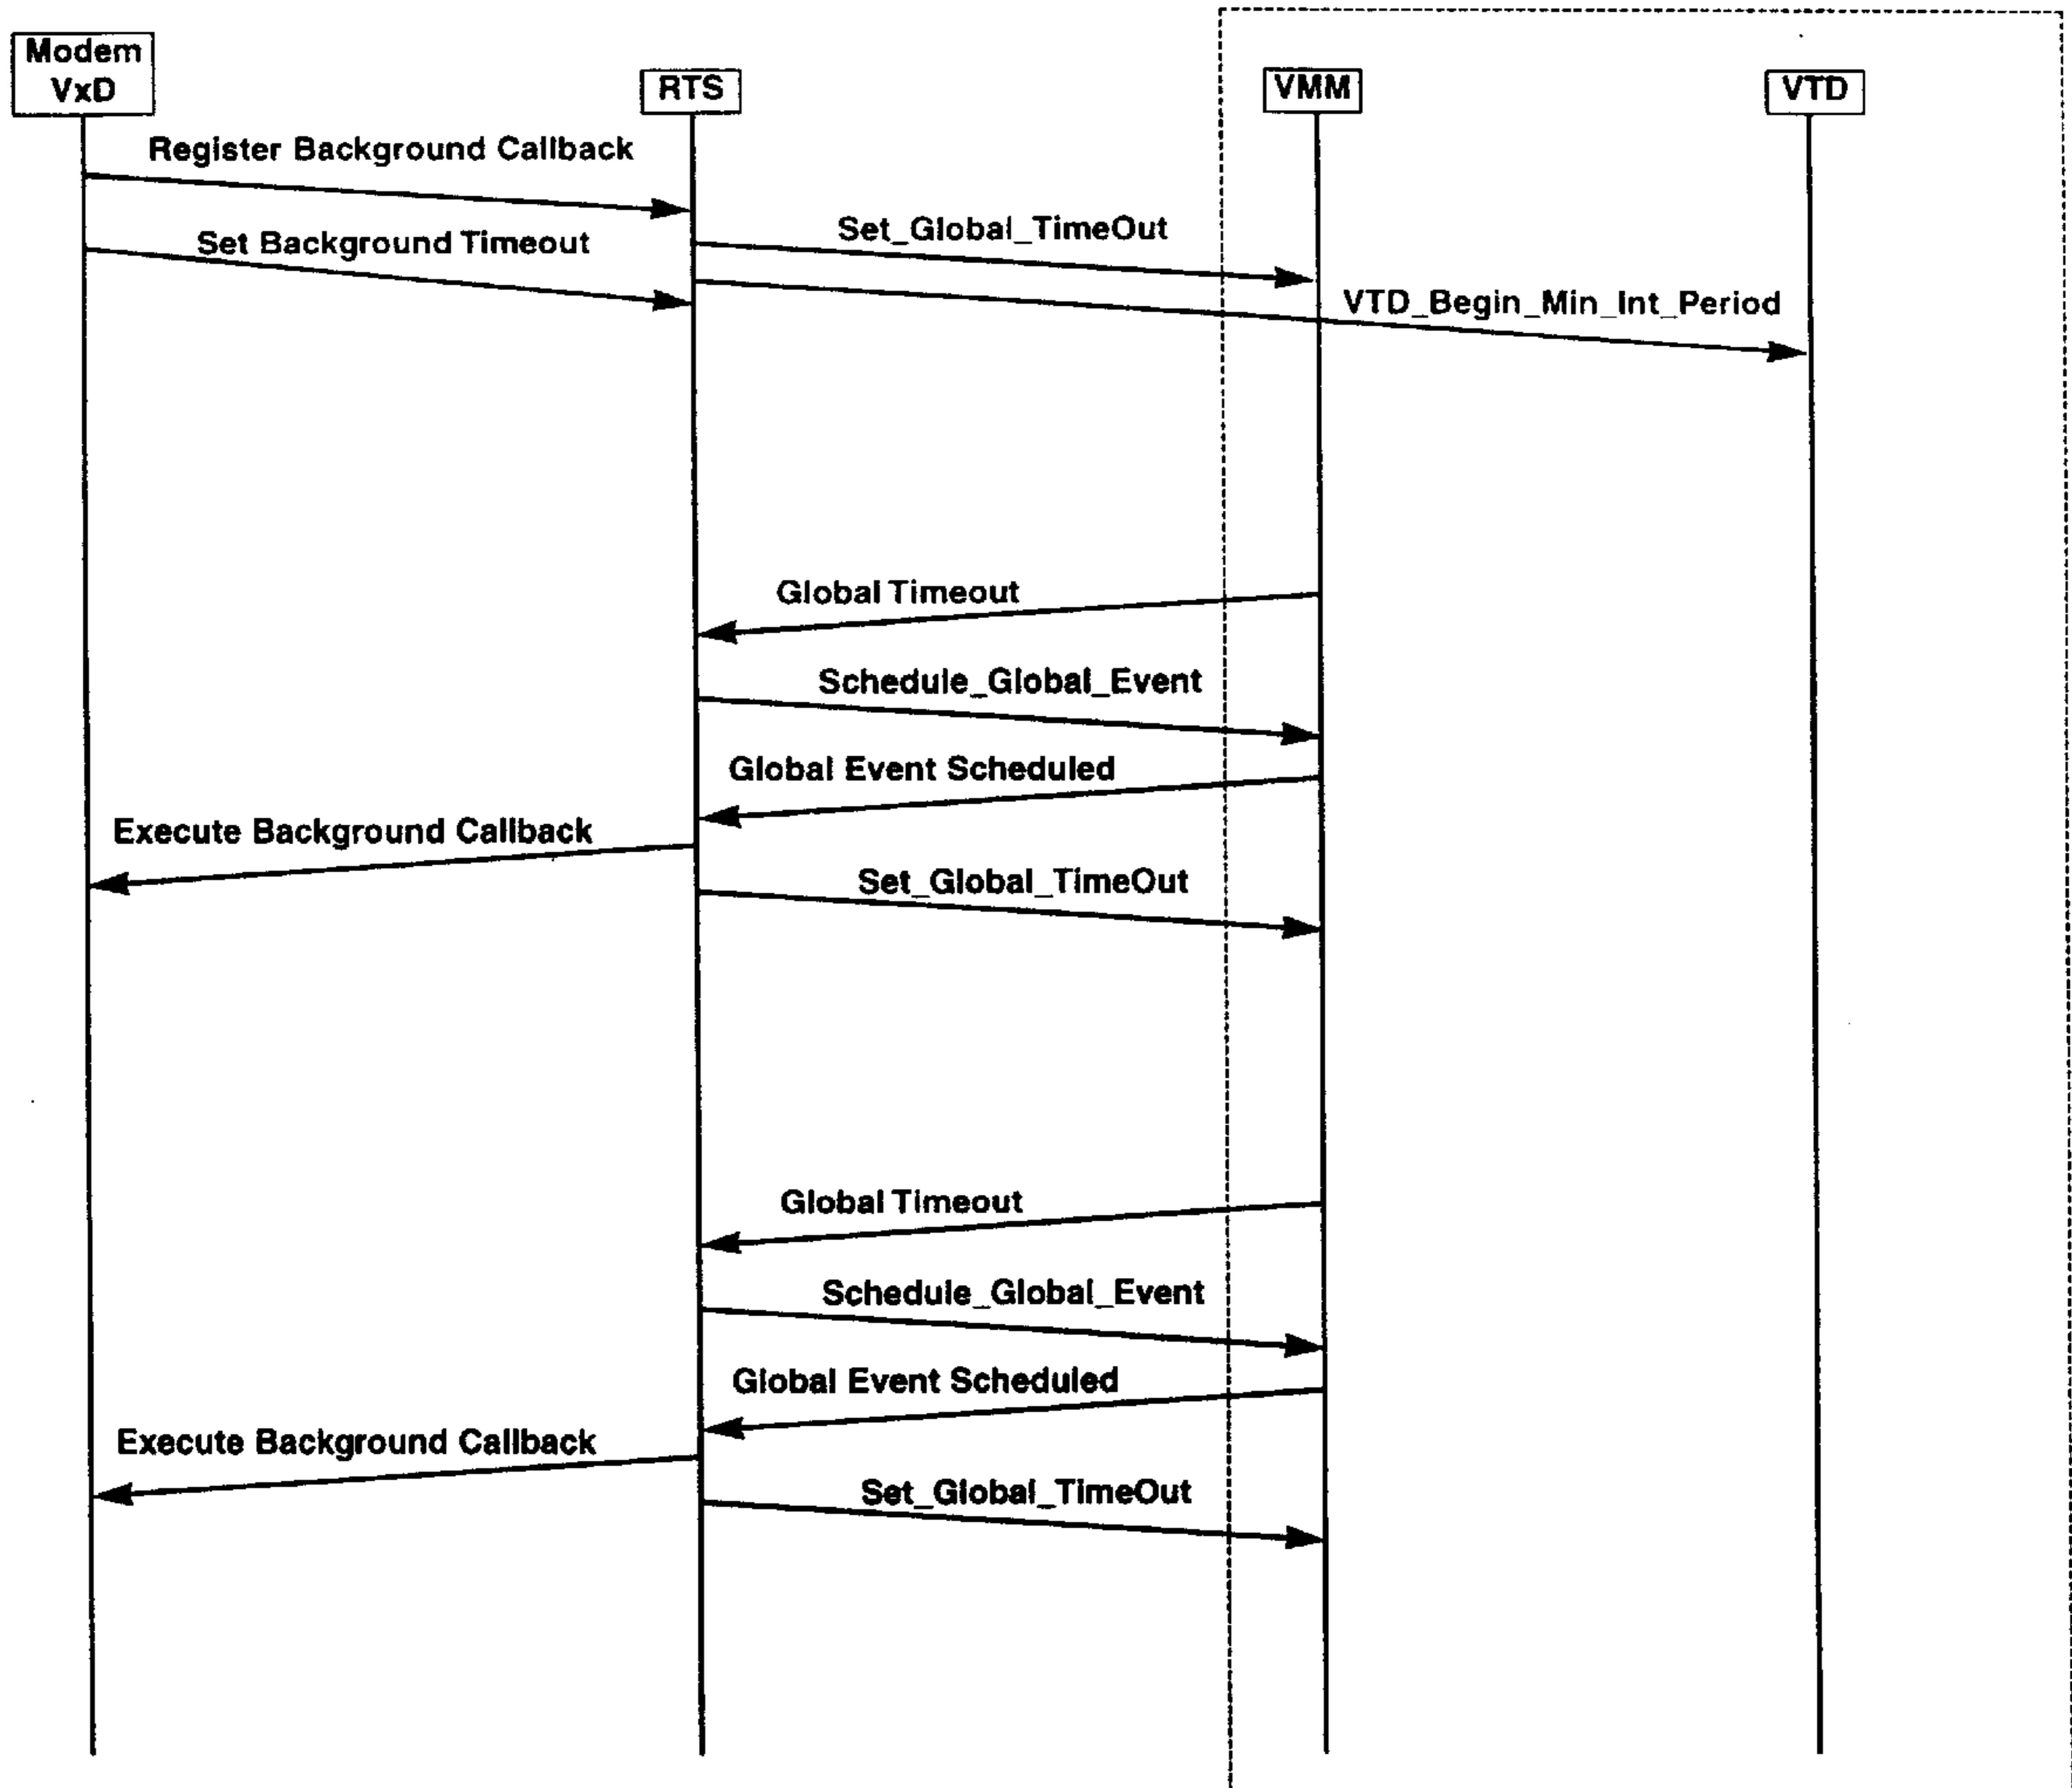 Modem
VxD
RTS
VMM
VTD
Register Background Callback
Set_Global_TimeOut
Set Background Timeout
VTD_Begin_Min_Int_Period
Global Timeout
Schedule_Global_Event
Global Event Scheduled
Execute Background Callback
Set_Global_TimeOut
Global Timeout
Schedule_Global_Event
Global Event Scheduled
Execute Background Callback
Set_Global_TimeOut